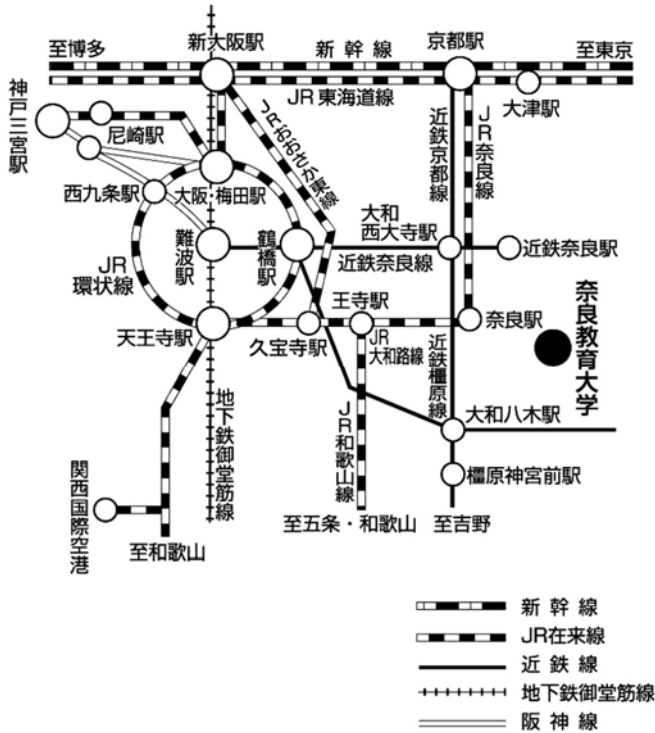 至博多
新大阪駅
新幹線
京都駅
至東京
JR東海道線
大津駅
神戸三宮駅
尼崎駅
JRおおさか東線
近鉄京都線
JR奈良線
西九条駅
大阪・梅田駅
大和
西大寺駅
難波駅
鶴橋駅
近鉄奈良線
近鉄奈良駅
JR
環状線
王寺駅
奈良駅
奈良教育大学
天王寺駅
久宝寺駅
JR
大和路線
近鉄橿原線
地下鉄御堂筋線
JR和歌山線
大和八木駅
橿原神宮前駅
関西国際空港
至和歌山
至五条・和歌山
至吉野
新幹線
JR在来線
近鉄線
地下鉄御堂筋線
阪神線